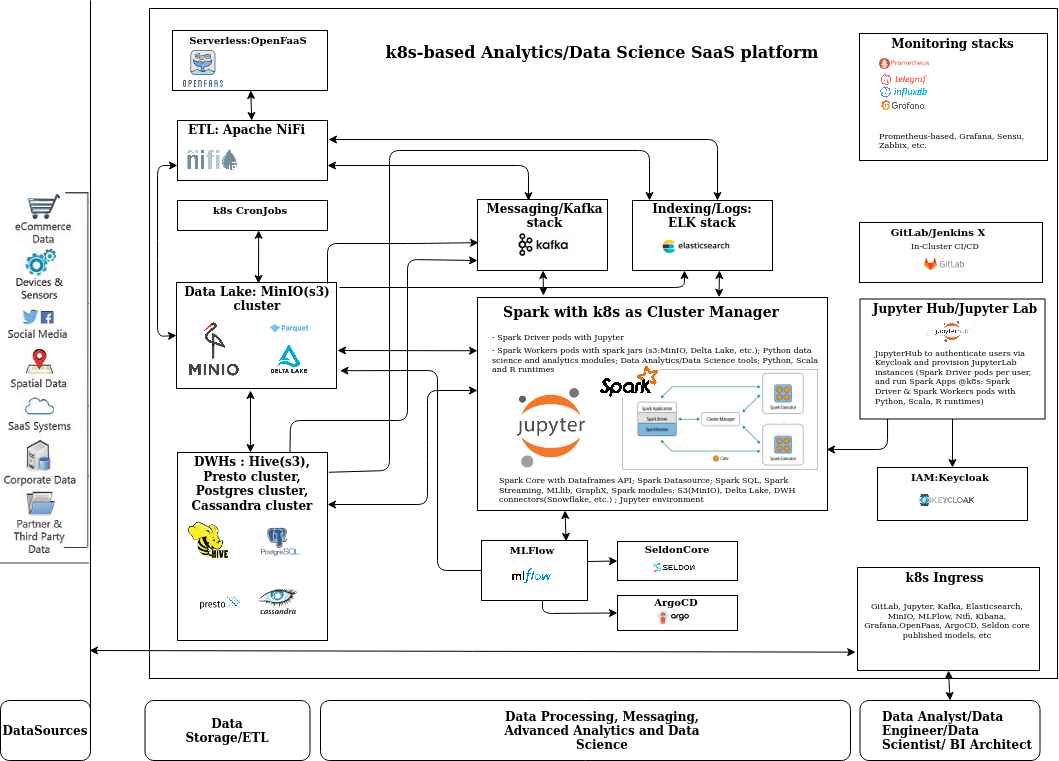 k8s-based Analytics/Data Science SaaS platform
Serverless:OpenFaaS
OPENFAAS
ETL: Apache NiFi
nifi
k8s CronJobs
Data Lake: MinIO(s3)
cluster
Parquet
MINIO
DELTA LAKE
DWHs : Hive(s3),
Presto cluster,
Postgres cluster,
Cassandra cluster
HIVE
PostgreSQL
presto
cassandra
eCommerce
Data
Devices &
Sensors
Social Media
Spatial Data
SaaS Systems
Corporate Data
Partner &
Third Party
Data
Messaging/Kafka
stack
kafka
Indexing/Logs:
ELK stack
elasticsearch
Spark with k8s as Cluster Manager
- Spark Driver pods with Jupyter
- Spark Workers pods with spark jars (s3:MinIO, Delta Lake, etc.); Python data
science and analytics modules; Data Analytics/Data Science tools; Python, Scala
and R runtimes
Spark
jupyter
Spark Application
Spark Driver
SparkSession
Cluster Manager
Spark Executor
Spark Executor
Core
Spark Core with Dataframes API; Spark Datasource; Spark SQL, Spark
Streaming, MLlib, GraphX, Spark modules: S3(MinIO), Delta Lake, DWH
connectors(Snowflake, etc.) ; Jupyter environment
MLFlow
mlflow
SeldonCore
SELDON
ArgoCD
argo
Monitoring stacks
Prometheus
telegraf
influxdb
Grafana
Prometheus-based, Grafana, Sensu,
Zabbix, etc.
GitLab/Jenkins X
In-Cluster CI/CD
GitLab
Jupyter Hub/Jupyter Lab
JupyterHub to authenticate users via
Keycloak and provision JupyterLab
instances (Spark Driver pods per user,
and run Spark Apps @k8s: Spark
Driver & Spark Workers pods with
Python, Scala, R runtimes)
IAM:Keycloak
KEYCLOAK
k8s Ingress
GitLab, Jupyter, Kafka, Elasticsearch,
MinIO, MLFlow, Nifi, Kibana,
Grafana,OpenFaas, ArgoCD, Seldon core
published models, etc
DataSources
Data
Storage/ETL
Data Processing, Messaging,
Advanced Analytics and Data
Science
Data Analyst/Data
Engineer/Data
Scientist/ BI Architect